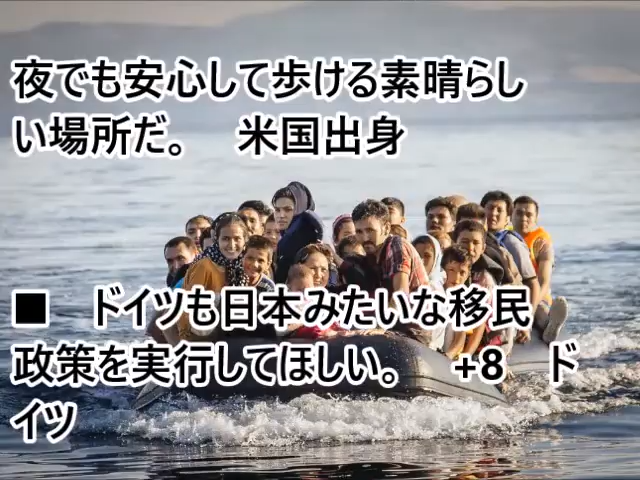 夜でも安心して歩ける素晴らし
い場所だ。　米国出身
■　ドイツも日本みたいな移民
政策を実行してほしい。　+8　ド
イツ